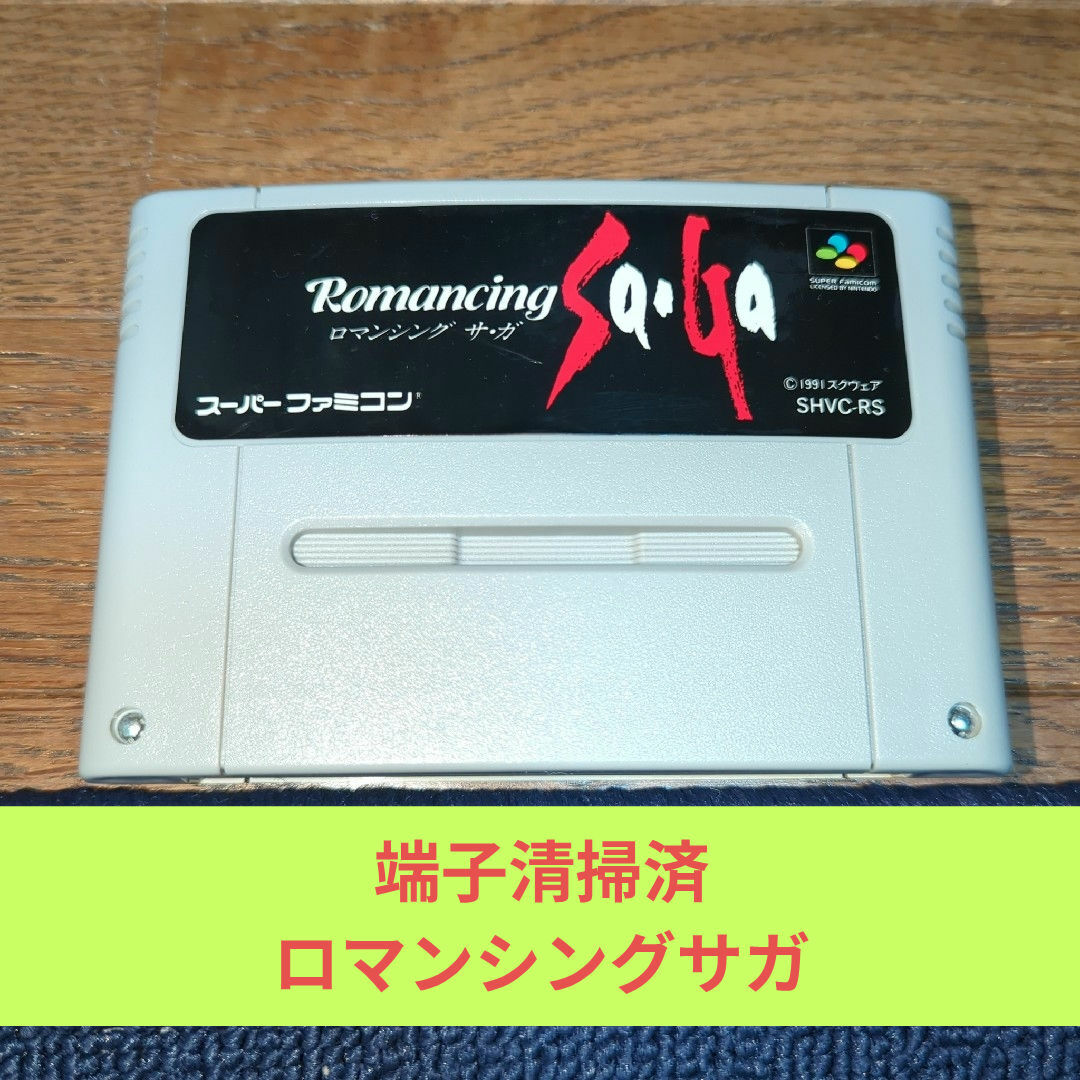 Romancing Sa・Ga
ロマンシング サ・ガ
SUPER Famicom
LICENSED BY NINTENDO
©1991 スクウェア
スーパーファミコン®
SHVC-RS
端子清掃済
ロマンシングサガ